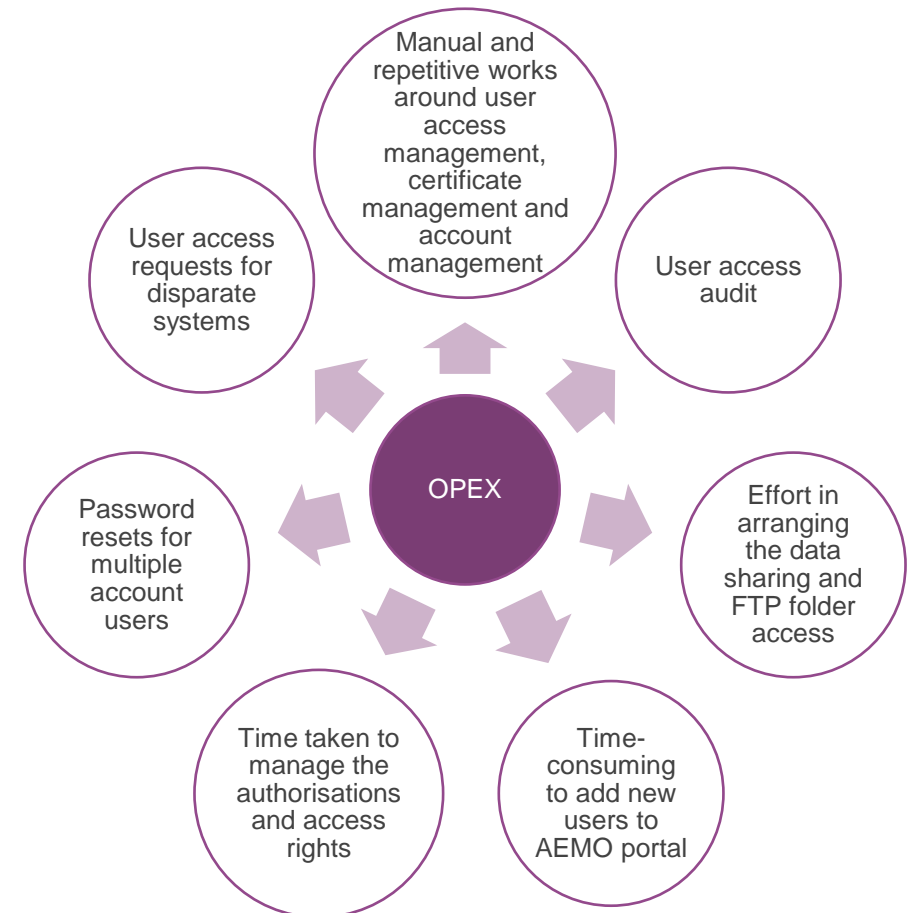 Manual and
repetitive works
around user
access
management,
certificate
management and
account
management
User access
audit
Effort in
arranging
the data
sharing and
FTP folder
access
Time-
consuming
to add new
users to
AEMO portal
Time taken to
manage the
authorisations
and access
rights
Password
resets for
multiple
account
users
User access
requests for
disparate
systems
OPEX